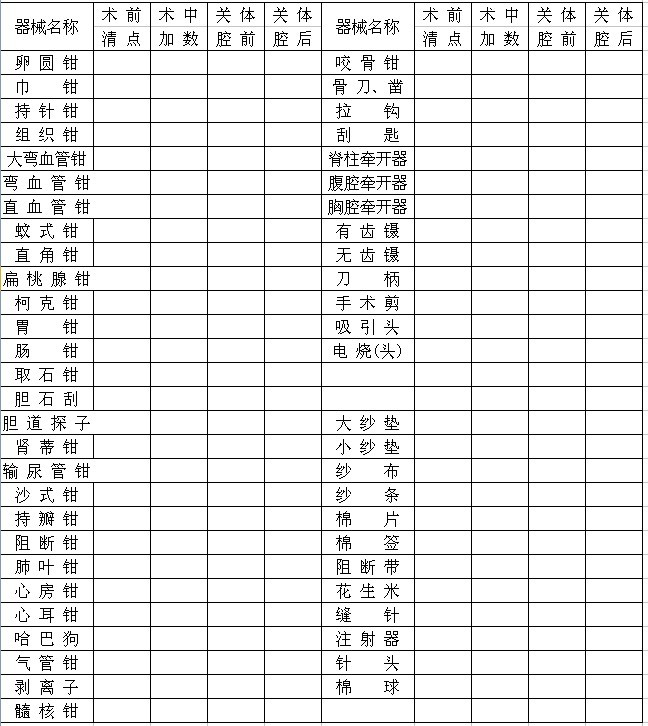 器械名称 术前 术中 关体 关体 器械名称 术前 术中 关体 关体
清点 加数 腔前 腔后 清点 加数 腔前 腔后
卵圆钳 咬骨钳
巾钳 骨刀、凿
持针钳 拉钩
组织钳 刮匙
大弯血管钳 脊柱牵开器
弯血管钳 腹腔牵开器
直血管钳 胸腔牵开器
蚊式钳 有齿镊
直角钳 无齿镊
扁桃腺钳 刀柄
柯克钳 手术剪
胃钳 吸引头
肠钳 电烧(头)
取石钳
胆石刮
胆道探子 大纱垫
肾蒂钳 小纱垫
输尿管钳 纱布
沙式钳 纱条
持瓣钳 棉片
阻断钳 棉签
肺叶钳 阻断带
心房钳 花生米
心耳钳 缝针
哈巴狗 注射器
气管钳 针头
剥离子 棉球
髓核钳